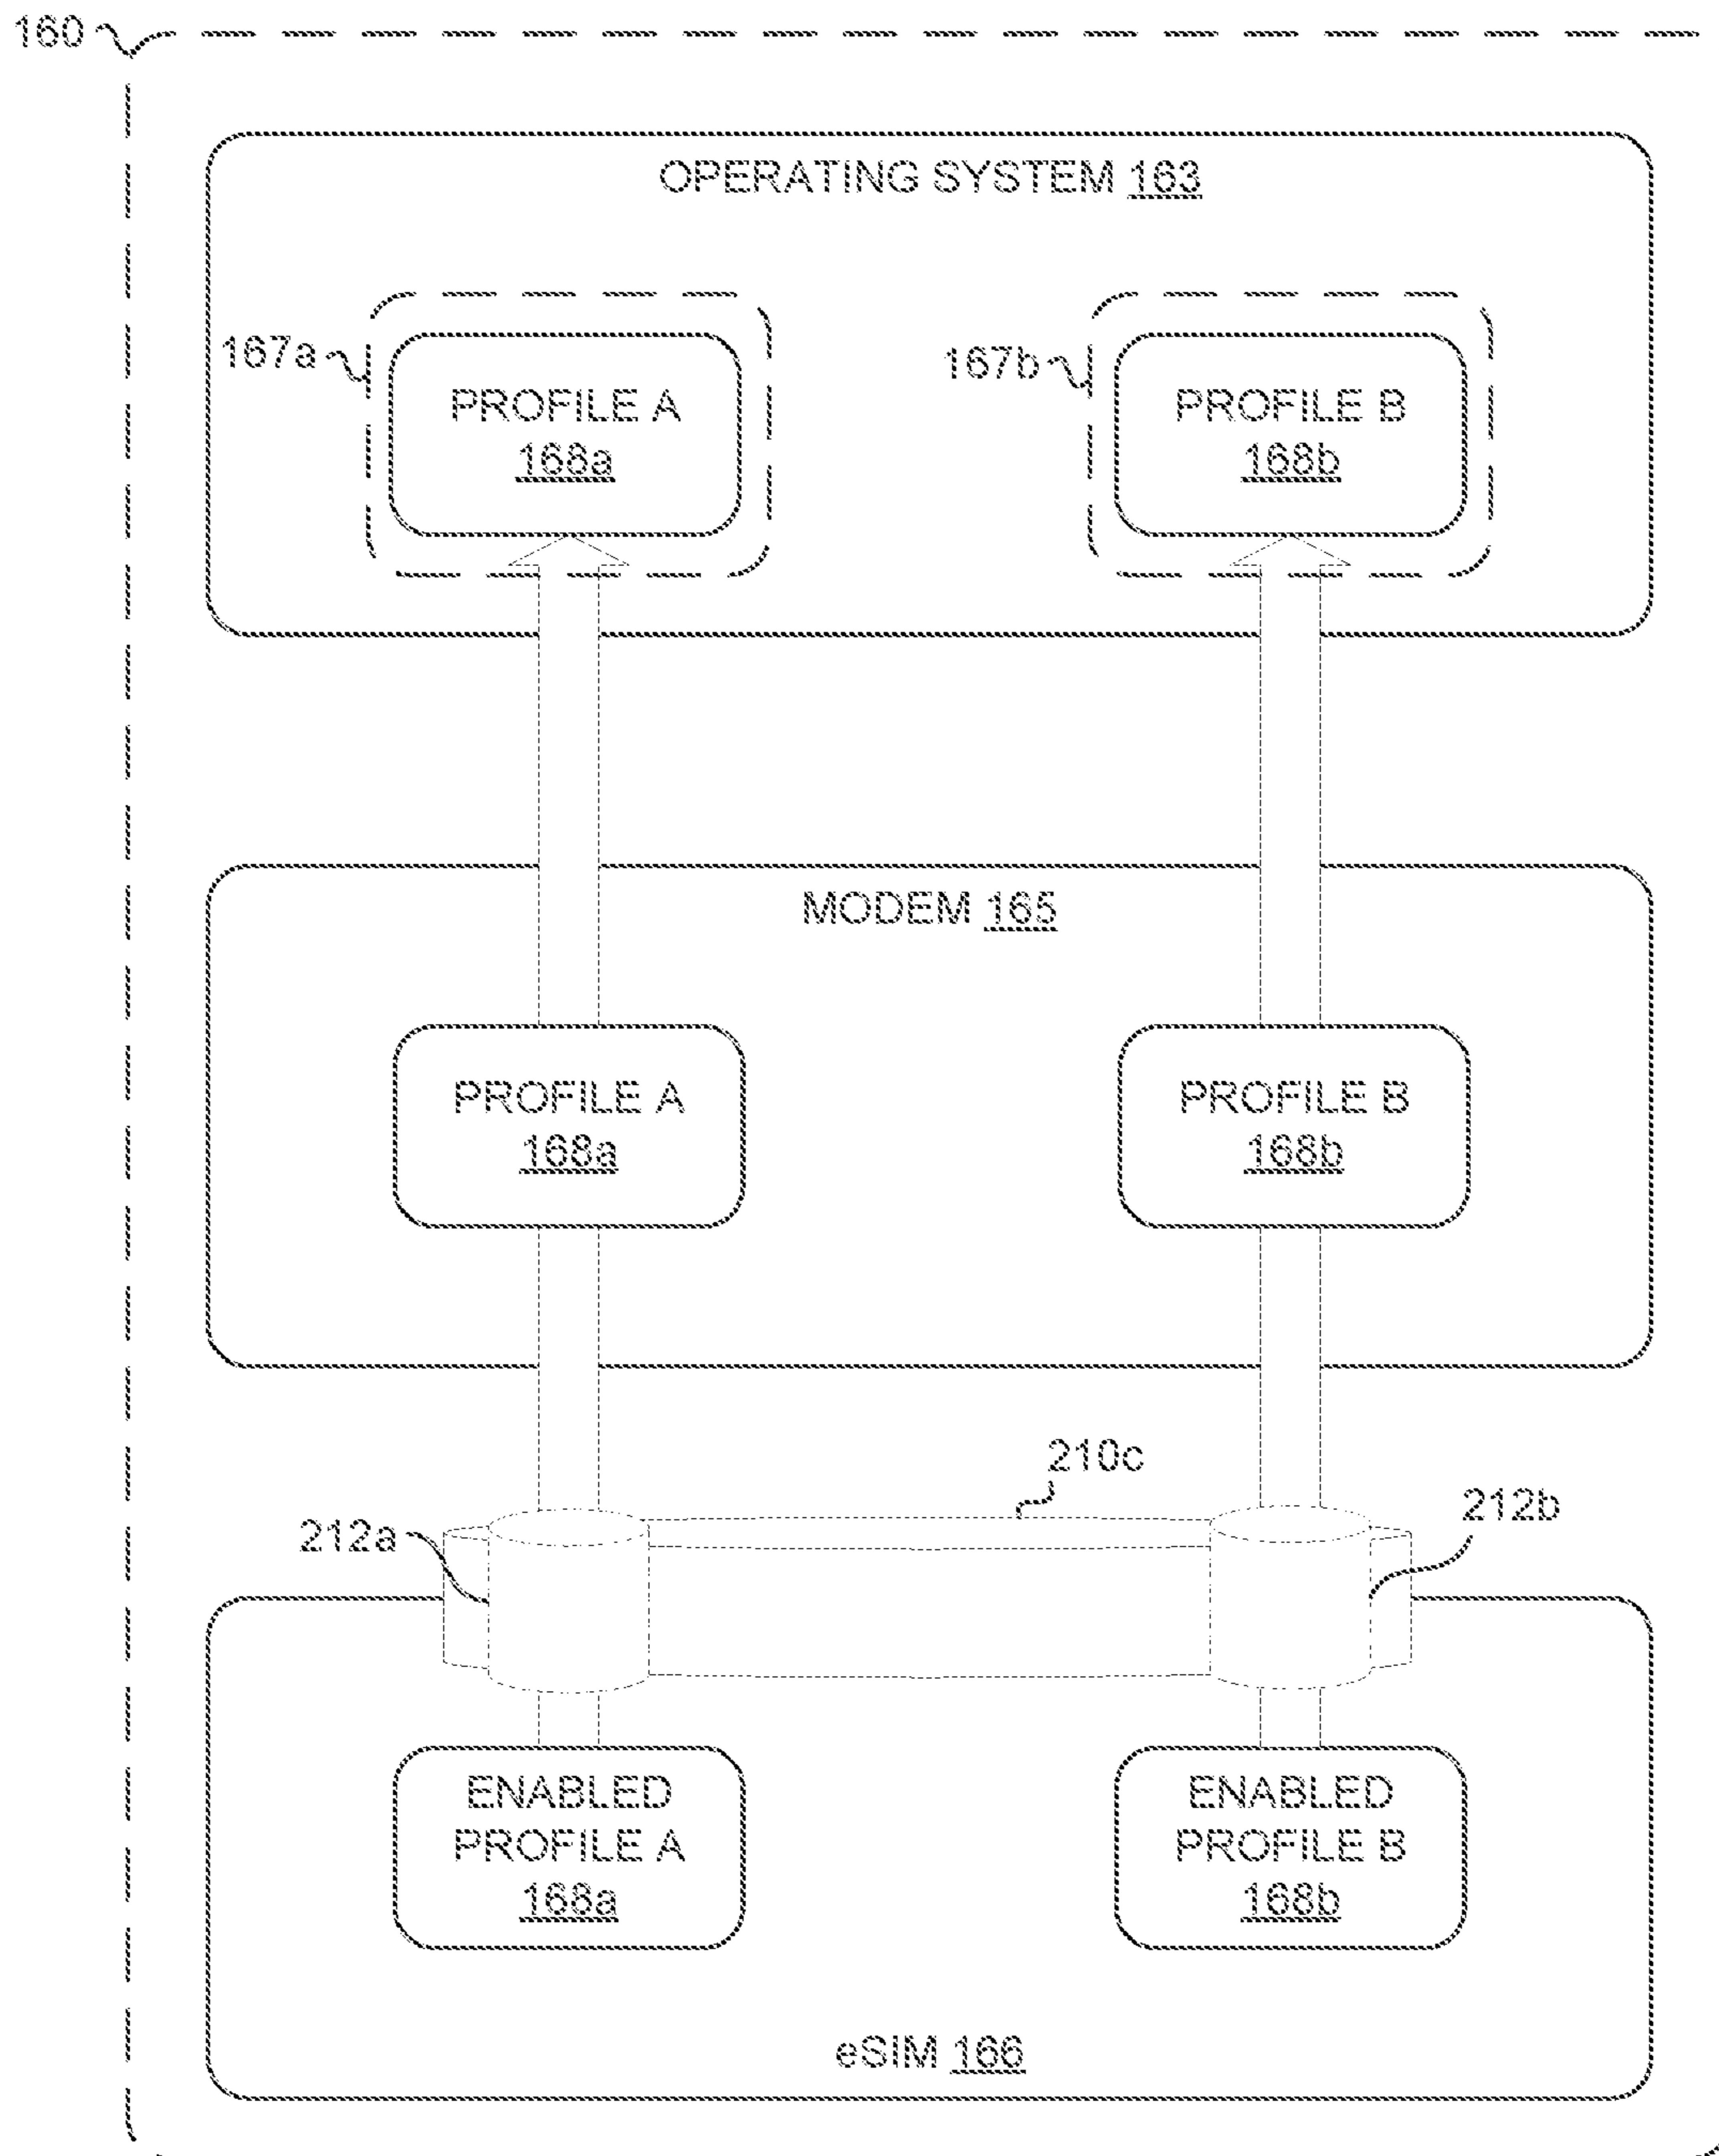 160
OPERATING SYSTEM 163
167a
PROFILE A
168a
167b
PROFILE B
168b
MODEM 165
PROFILE A
168a
PROFILE B
168b
210c
212a
212b
ENABLED
PROFILE A
168a
ENABLED
PROFILE B
168b
eSIM 166